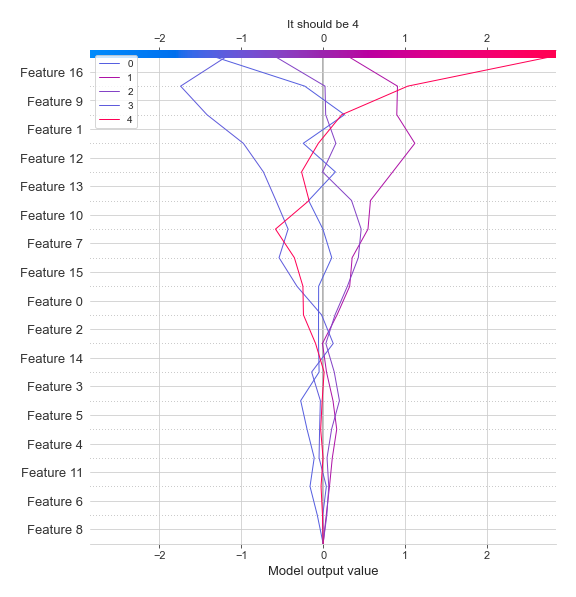 It should be 4
−2 −1 0 1 2
0
1
2
3
4
Feature 16
Feature 9
Feature 1
Feature 12
Feature 13
Feature 10
Feature 7
Feature 15
Feature 0
Feature 2
Feature 14
Feature 3
Feature 5
Feature 4
Feature 11
Feature 6
Feature 8
−2 −1 0 1 2
Model output value